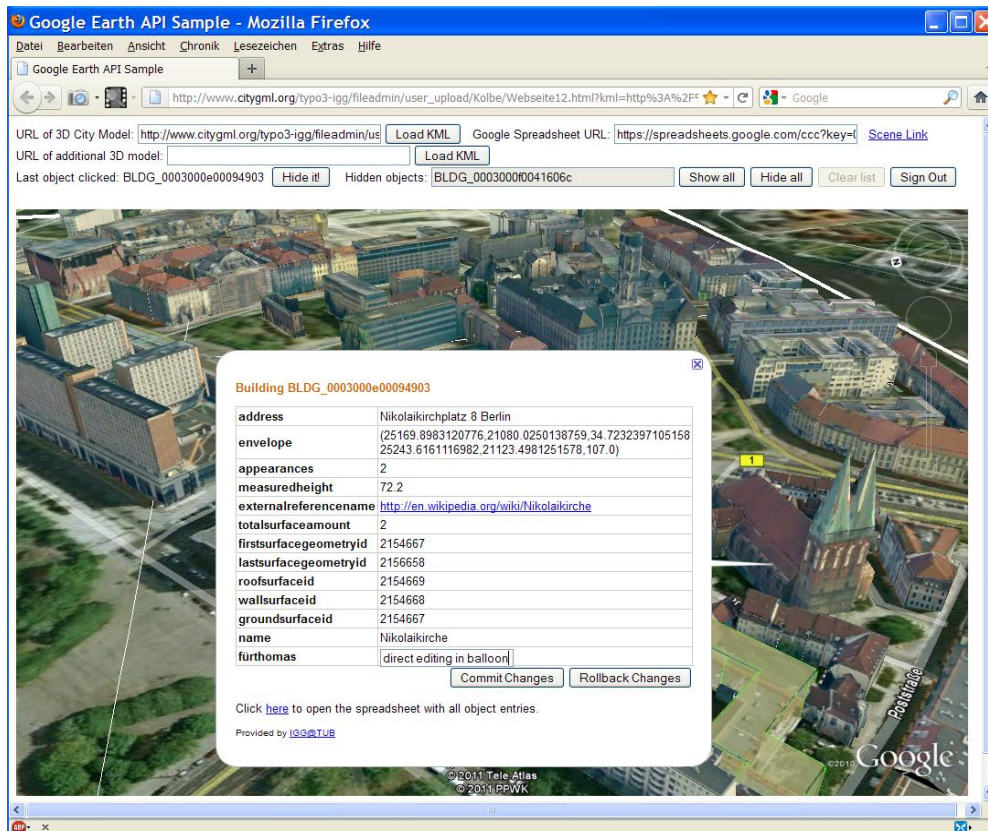 Google Earth API Sample - Mozilla Firefox
Datei Bearbeiten Ansicht Chronik Lesezeichen Extras Hilfe
Google Earth API Sample +
http://www.citygml.org/typo3-igg/fileadmin/user_upload/Kolbe/Webseite12.html?kml=http%3A%2F Google
URL of 3D City Model: http://www.citygml.org/typo3-igg/fileadmin/us Load KML Google Spreadsheet URL: https://spreadsheets.google.com/ccc?key=( Scene Link
URL of additional 3D model: Load KML
Last object clicked: BLDG_0003000e00094903 Hide it! Hidden objects: BLDG_0003000f0041606c Show all Hide all Clear list Sign Out
Building BLDG_0003000e00094903
address Nikolaikirchplatz 8 Berlin
envelope (25169.8983120776,21080.0250138759,34.7232397105158
25243.6161116982,21123.4981251578,107.0)
appearances 2
measuredheight 72.2
externalreferencename http://en.wikipedia.org/wiki/Nikolaikirche
totalsurfaceamount 2
firstsurfacegeometryid 2154667
lastsurfacegeometryid 2156658
roofsurfaceid 2154669
wallsurfaceid 2154668
groundsurfaceid 2154667
name Nikolaikirche
fürthomas direct editing in balloon
Commit Changes Rollback Changes
Click here to open the spreadsheet with all object entries.
Provided by IGG@TUB
1
Poststraße
©2010 Google
© 2011 Tele Atlas
© 2011 PPWK
ABP